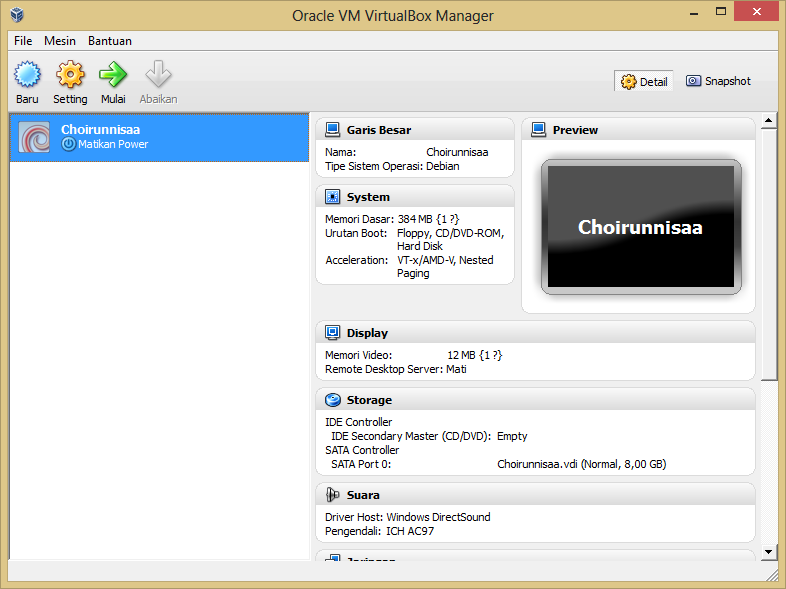 Oracle VM VirtualBox Manager
File Mesin Bantuan
Baru Setting Mulai Abaikan
Detail Snapshot
Choirunnisaa
Matikan Power
Garis Besar
Nama: Choirunnisaa
Tipe Sistem Operasi: Debian
System
Memori Dasar: 384 MB {1 ?}
Urutan Boot: Floppy, CD/DVD-ROM,
Hard Disk
Acceleration: VT-x/AMD-V, Nested
Paging
Preview
Choirunnisaa
Display
Memori Video: 12 MB {1 ?}
Remote Desktop Server: Mati
Storage
IDE Controller
IDE Secondary Master (CD/DVD): Empty
SATA Controller
SATA Port 0: Choirunnisaa.vdi (Normal, 8,00 GB)
Suara
Driver Host: Windows DirectSound
Pengendali: ICH AC97